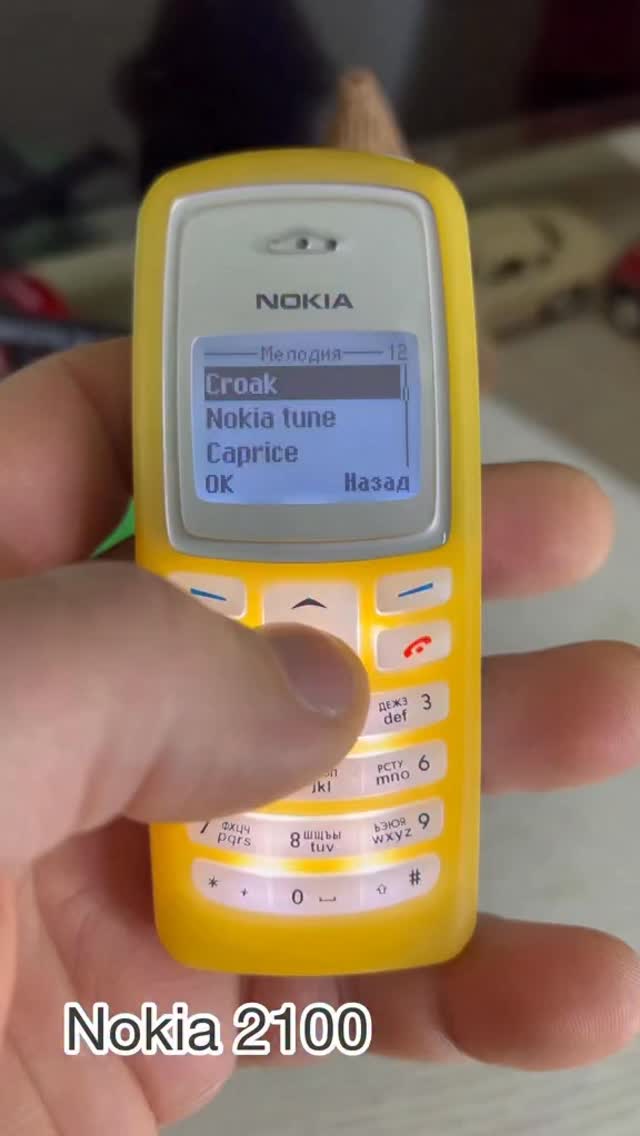 NOKIA
Мелодия 12
Croak
Nokia tune
Caprice
OK Назад
ДЕЖЗ 3
def
jkl
РСТУ 6
mno
7 ФХЦЧ
pqrs
8 ШЩЪЫ
tuv
ЬЭЮЯ 9
wxyz
* +
0
#
Nokia 2100